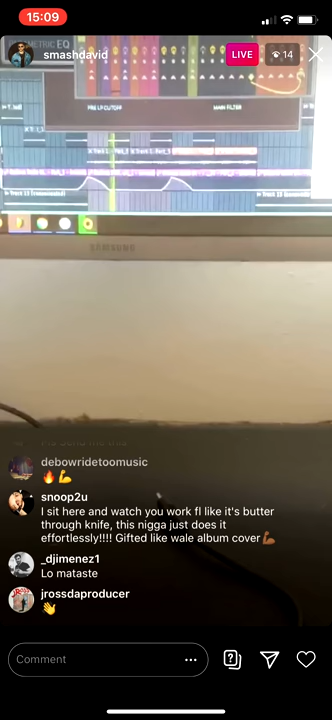 15:09
METRIC EQ
smashdavid
LIVE
14
MAIN FILTER
SAMSUNG
debowridetoomusic
🔥💪
snoop2u
I sit here and watch you work fl like it's butter
through knife, this nigga just does it
effortlessly!!!! Gifted like wale album cover💪🏾
_djimenez1
Lo mataste
jrossdaproducer
👋
Comment